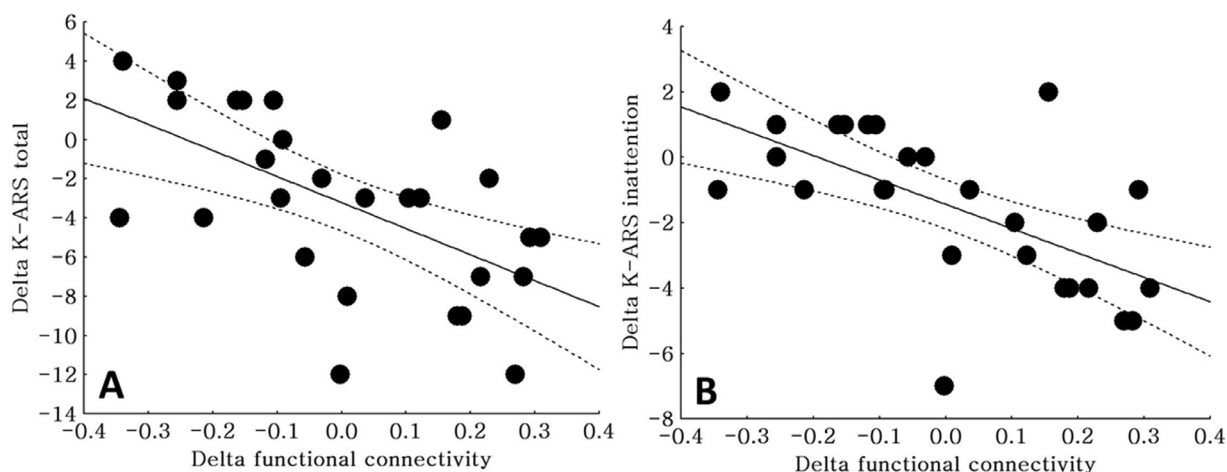 6
4
2
0
-2
-4
-6
-8
-10
-12
-14
Delta K-ARS total
A
-0.4 -0.3 -0.2 -0.1 0.0 0.1 0.2 0.3 0.4
Delta functional connectivity
4
2
0
-2
-4
-6
-8
Delta K-ARS inattention
B
-0.4 -0.3 -0.2 -0.1 0.0 0.1 0.2 0.3 0.4
Delta functional connectivity